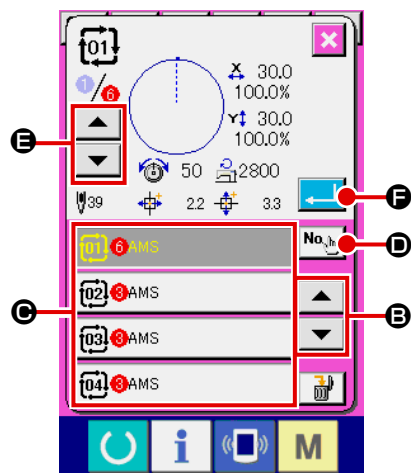 01
1/6
X 30.0
100.0%
Y 30.0
100.0%
50 2800
39 2.2 3.3
No.
01 6 AMS
02 3 AMS
03 3 AMS
04 3 AMS
i M
E
F
D
C
B